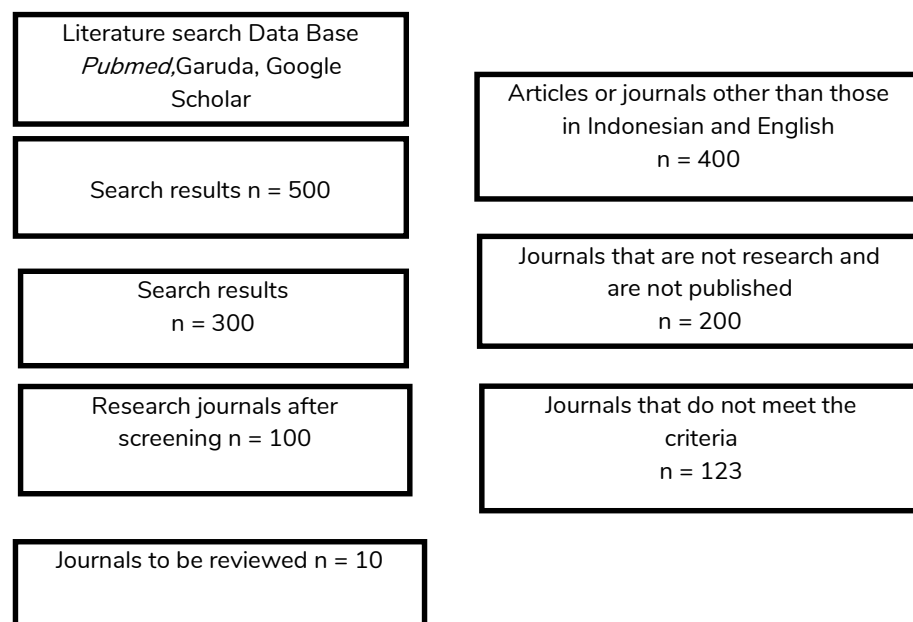 Literature search Data Base
Pubmed,Garuda, Google
Scholar
Search results n = 500
Search results
n = 300
Research journals after
screening n = 100
Journals to be reviewed n = 10
Articles or journals other than those
in Indonesian and English
n = 400
Journals that are not research and
are not published
n = 200
Journals that do not meet the
criteria
n = 123